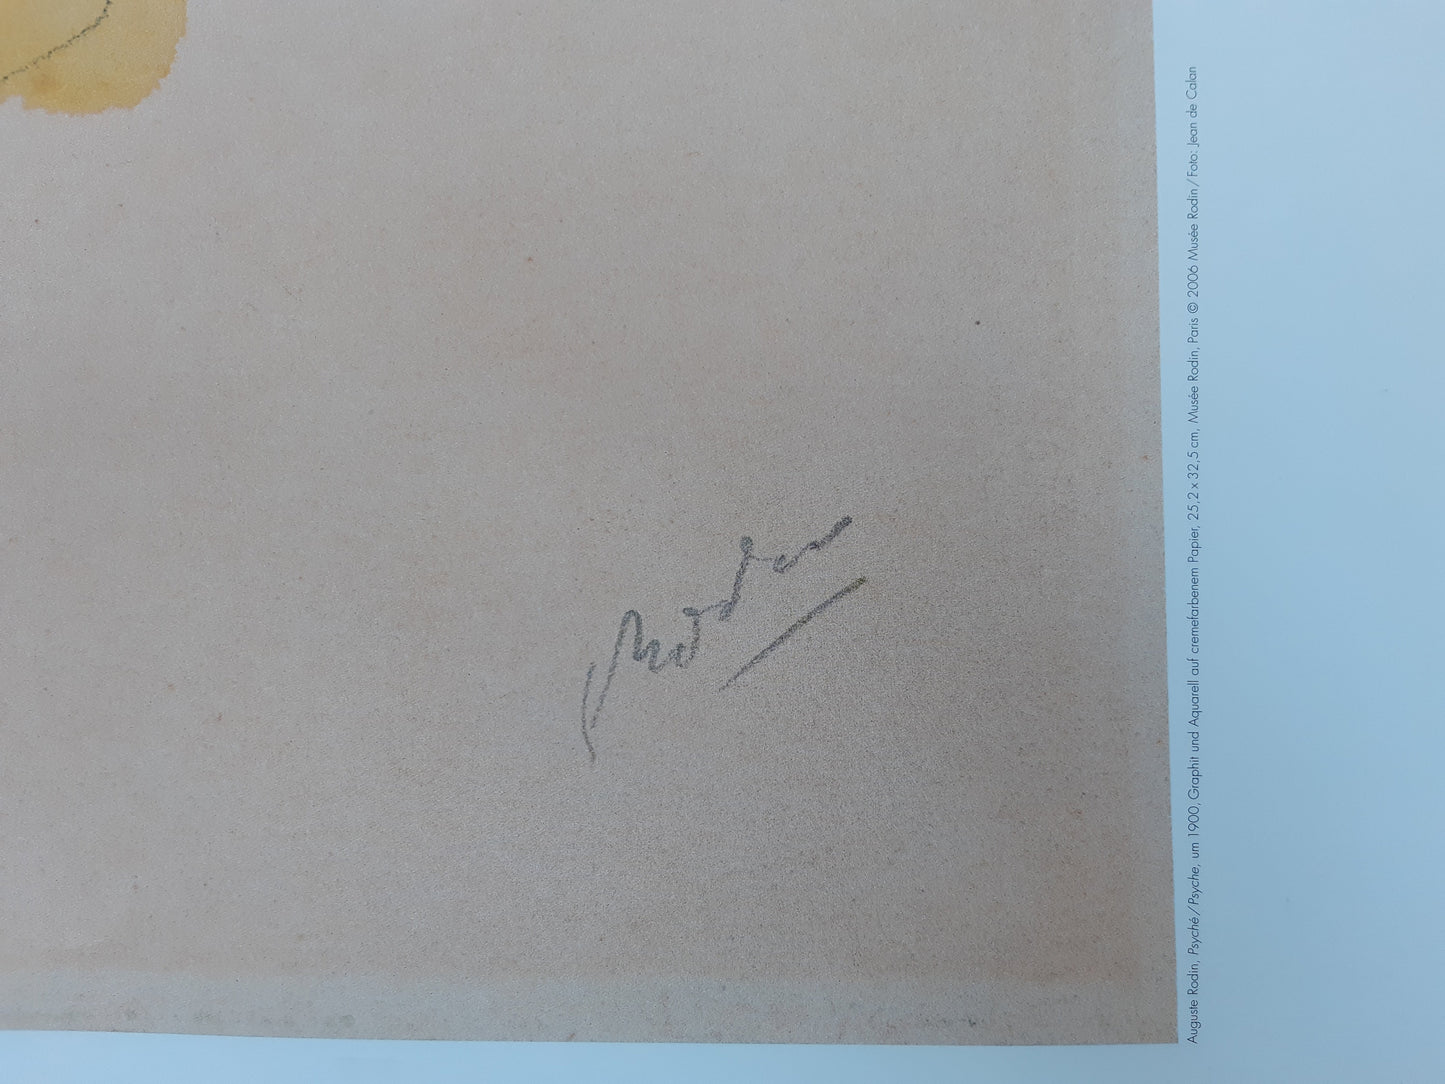 Rodin
Auguste Rodin, Psyché/Psyche, um 1900, Graphit und Aquarell auf cremefarbenem Papier, 25,2 x 32,5 cm, Musée Rodin, Paris © 2006 Musée Rodin/Foto: Jean de Calan